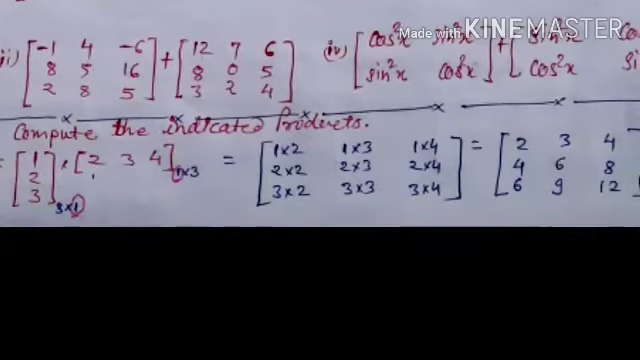 Made with KINEMASTER
ii) [-1 4 -6] + [12 7 6] iv) [cos²x sin²x] + [sin²x
8 5 16 8 0 5 sin²x cos²x cos²x
2 8 5 3 2 4
Compute the indicated Products.
= [1 × [2 3 4]1×3 = [1×2 1×3 1×4] = [2 3 4
2 2×2 2×3 2×4 4 6 8
3]3×1 3×2 3×3 3×4 6 9 12